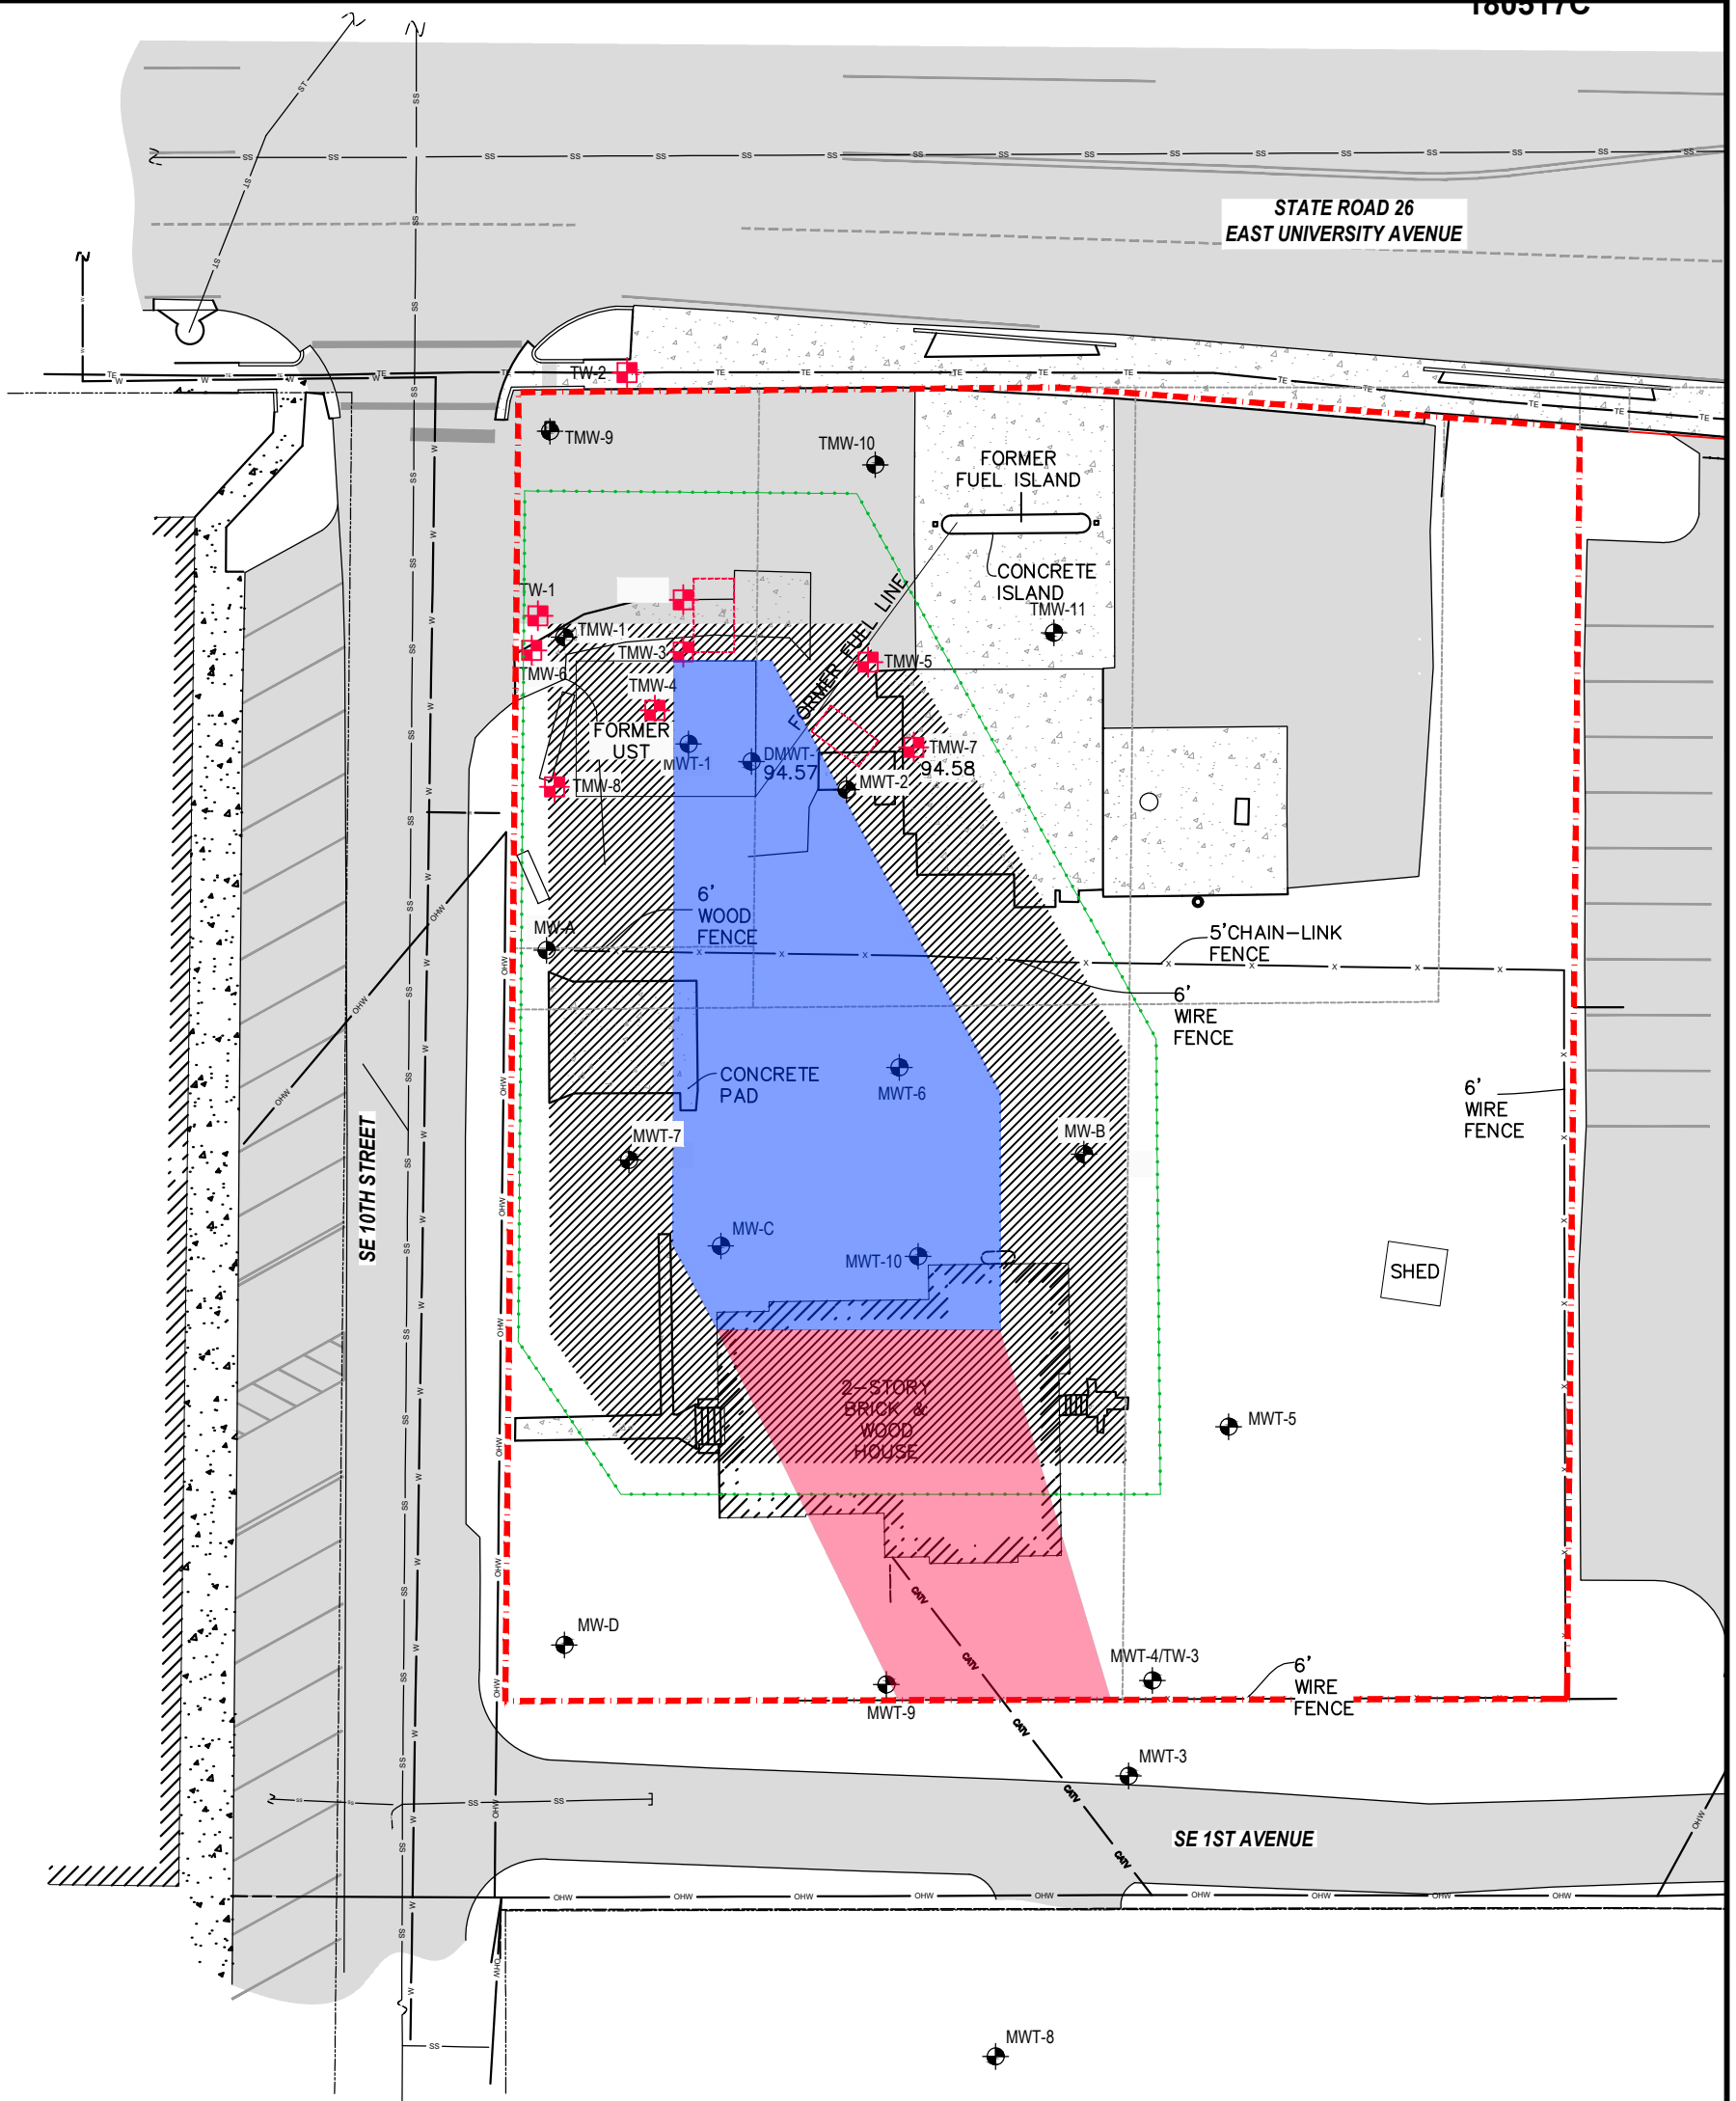 180517C
STATE ROAD 26
EAST UNIVERSITY AVENUE
TW-2
TMW-9
TMW-10
FORMER
FUEL ISLAND
CONCRETE
ISLAND
TMW-11
FORMER FUEL LINE
TW-1
TMW-1
TMW-3
TMW-6
TMW-4
TMW-5
FORMER
UST
MWT-1
DMWT-
94.57
TMW-7
94.58
MWT-2
TMW-8
6'
WOOD
FENCE
MW-A
5'CHAIN-LINK
FENCE
6'
WIRE
FENCE
CONCRETE
PAD
MWT-6
6'
WIRE
FENCE
MWT-7
MW-B
SE 10TH STREET
MW-C
MWT-10
SHED
2-STORY
BRICK &
WOOD
HOUSE
MWT-5
MW-D
MWT-4/TW-3
6'
WIRE
FENCE
MWT-9
MWT-3
SE 1ST AVENUE
MWT-8